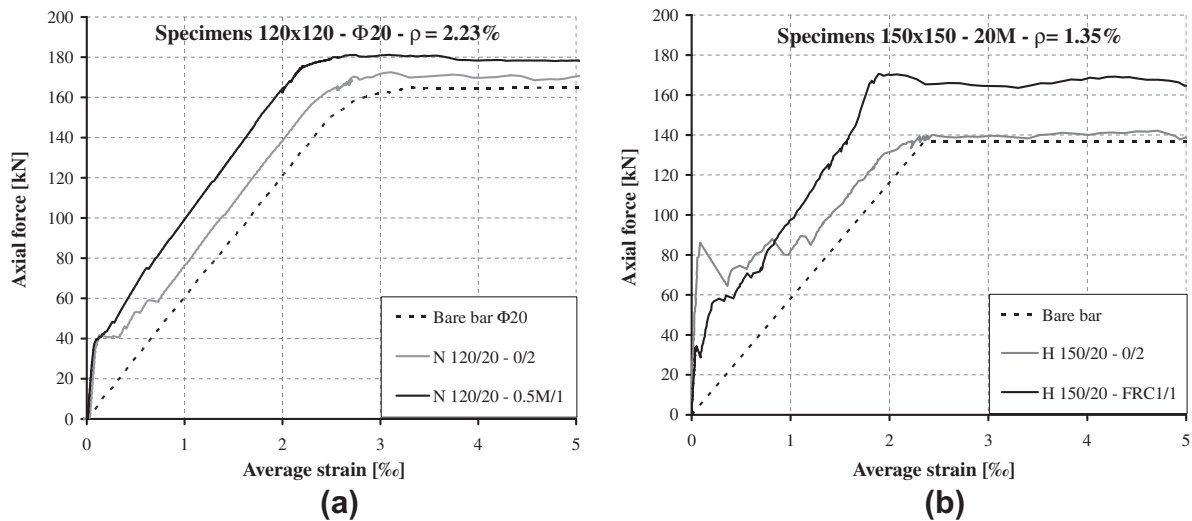 Specimens 120x120 - Φ20 - ρ = 2.23%
Axial force [kN]
200
180
160
140
120
100
80
60
40
20
0
0 1 2 3 4 5
Average strain [‰]
Bare bar Φ20
N 120/20 - 0/2
N 120/20 - 0.5M/1
(a)
Specimens 150x150 - 20M - ρ= 1.35%
Axial force [kN]
200
180
160
140
120
100
80
60
40
20
0
0 1 2 3 4 5
Average strain [‰]
Bare bar
H 150/20 - 0/2
H 150/20 - FRC1/1
(b)